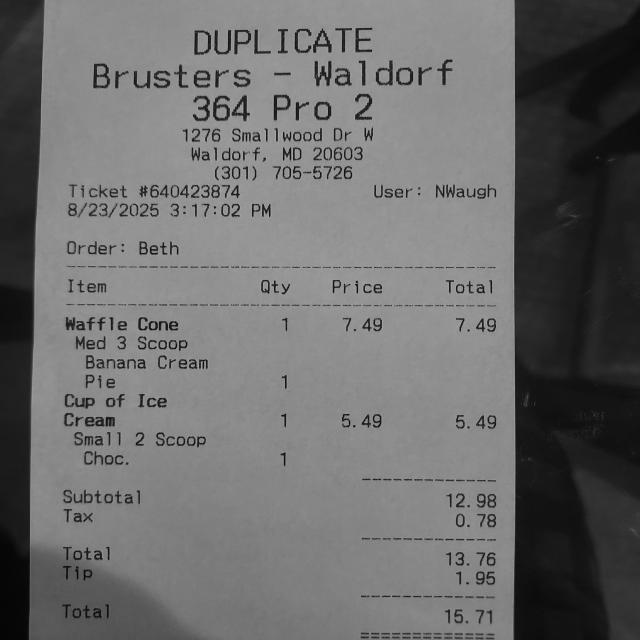 DUPLICATE
Brusters - Waldorf
364 Pro 2
1276 Smallwood Dr W
Waldorf, MD 20603
(301) 705-5726
Ticket #640423874 User: NWaugh
8/23/2025 3:17:02 PM
Order: Beth
Item Qty Price Total
Waffle Cone 1 7.49 7.49
Med 3 Scoop
Banana Cream
Pie 1
Cup of Ice
Cream 1 5.49 5.49
Small 2 Scoop
Choc. 1
Subtotal 12.98
Tax 0.78
Total 13.76
Tip 1.95
Total 15.71